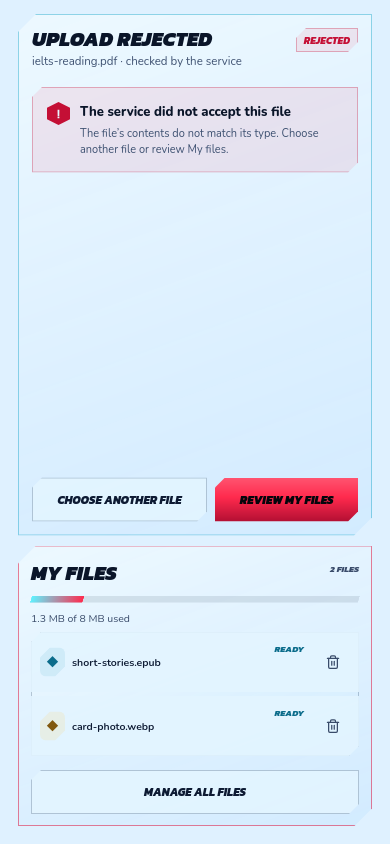 UPLOAD REJECTED
REJECTED
ielts-reading.pdf · checked by the service
!
The service did not accept this file
The file's contents do not match its type. Choose
another file or review My files.
CHOOSE ANOTHER FILE
REVIEW MY FILES
MY FILES
2 FILES
1.3 MB of 8 MB used
READY
short-stories.epub
READY
card-photo.webp
MANAGE ALL FILES